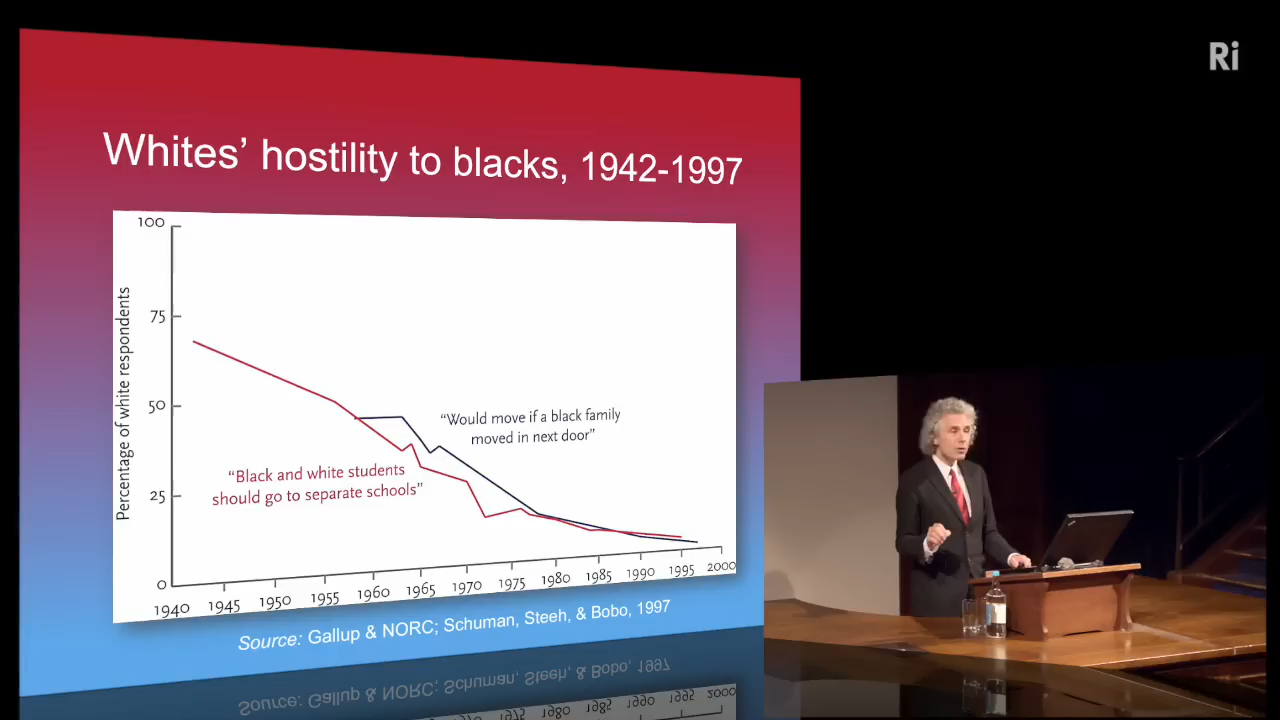 Ri
Whites’ hostility to blacks, 1942-1997
100
75
50
25
0
Percentage of white respondents
“Would move if a black family
moved in next door”
“Black and white students
should go to separate schools”
1940 1945 1950 1955 1960 1965 1970 1975 1980 1985 1990 1995 2000
Source: Gallup & NORC; Schuman, Steeh, & Bobo, 1997